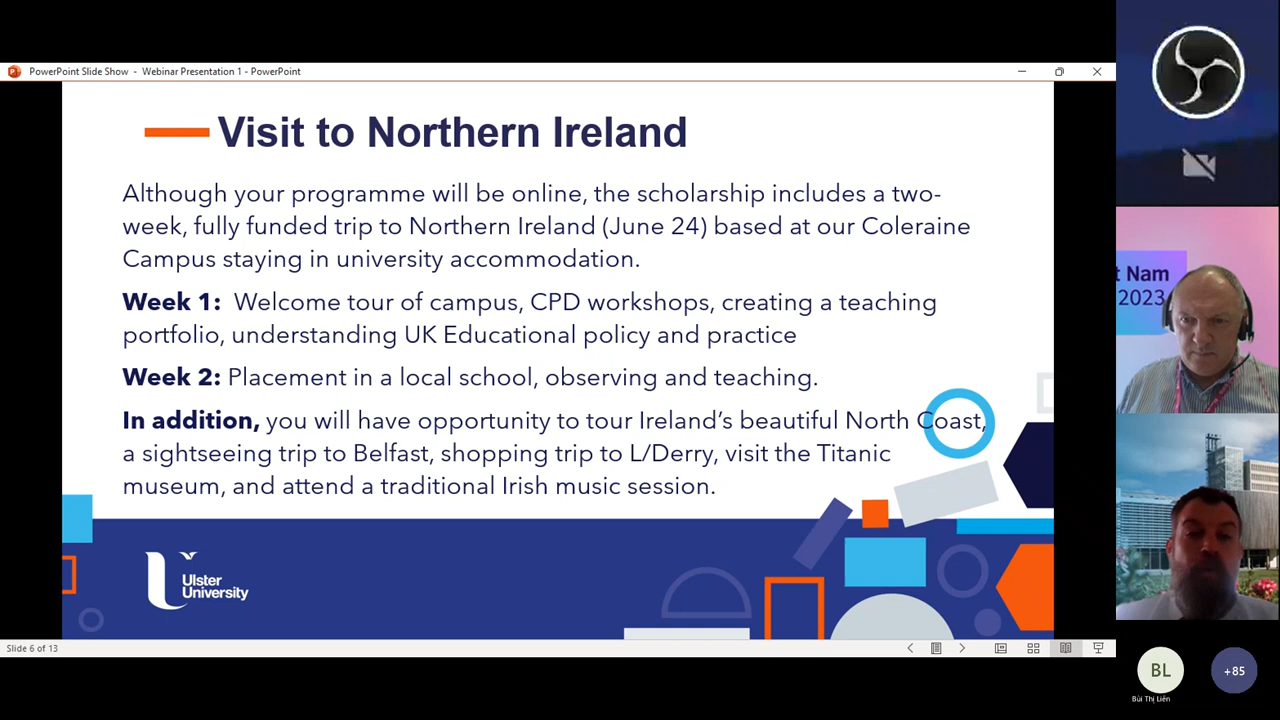 PowerPoint Slide Show - Webinar Presentation 1 - PowerPoint
Visit to Northern Ireland
Although your programme will be online, the scholarship includes a two-
week, fully funded trip to Northern Ireland (June 24) based at our Coleraine
Campus staying in university accommodation.
Week 1: Welcome tour of campus, CPD workshops, creating a teaching
portfolio, understanding UK Educational policy and practice
Week 2: Placement in a local school, observing and teaching.
In addition, you will have opportunity to tour Ireland's beautiful North Coast,
a sightseeing trip to Belfast, shopping trip to L/Derry, visit the Titanic
museum, and attend a traditional Irish music session.
Ulster
University
Slide 6 of 13
t Nam
2023
BL
+85
Bùi Thị Liên